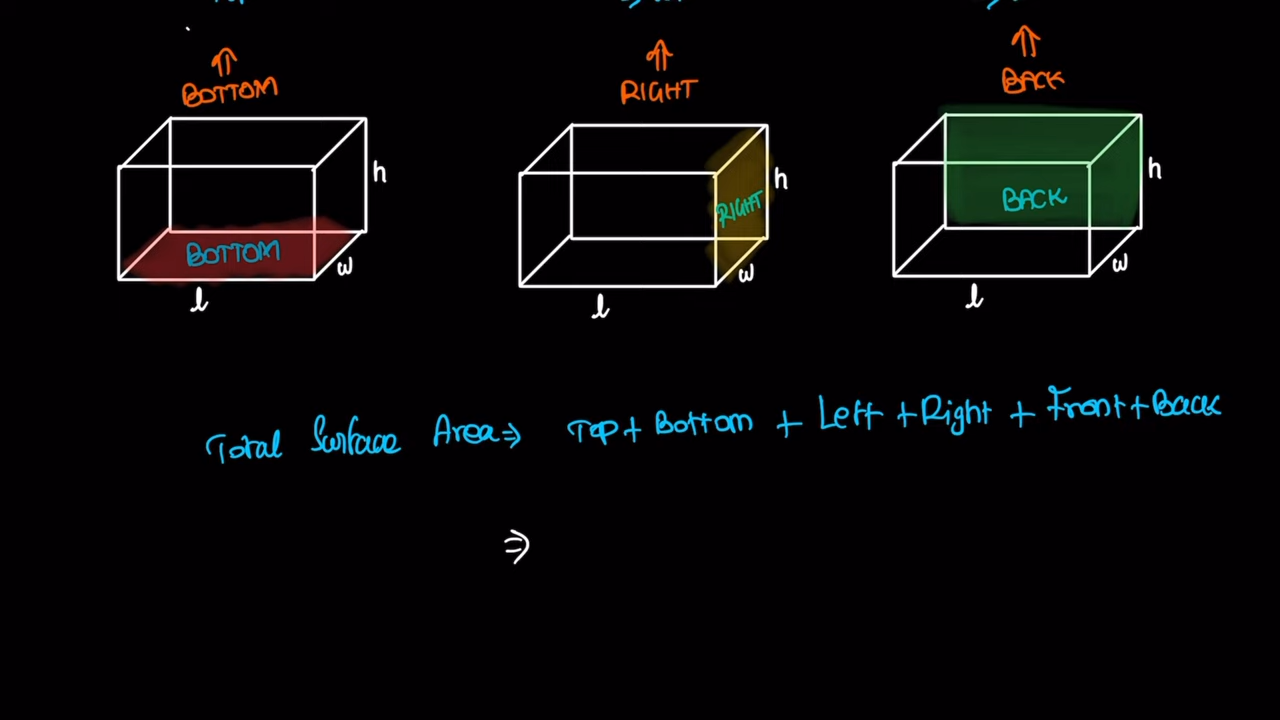 BOTTOM RIGHT BACK
h h h
BOTTOM RIGHT BACK
w w w
l l l
Total Surface Area ⇒ Top + Bottom + Left + Right + Front + Back
⇒